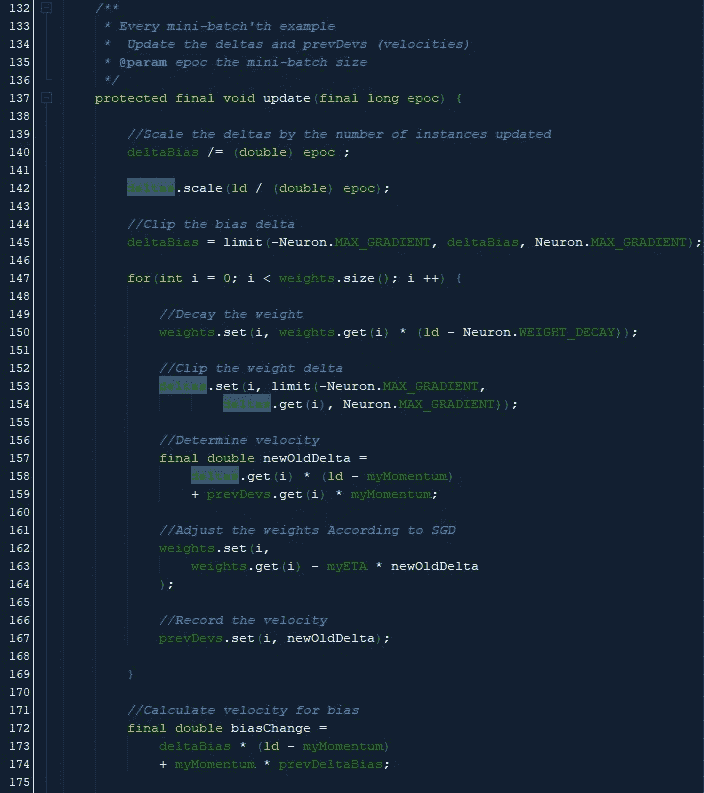 132 /**
133 * Every mini-batch'th example
134 * Update the deltas and prevDevs (velocities)
135 * @param epoc the mini-batch size
136 */
137 protected final void update(final long epoc) {
138
139 //Scale the deltas by the number of instances updated
140 deltaBias /= (double) epoc ;
141
142 deltas.scale(1d / (double) epoc);
143
144 //Clip the bias delta
145 deltaBias = limit(-Neuron.MAX_GRADIENT, deltaBias, Neuron.MAX_GRADIENT);
146
147 for(int i = 0; i < weights.size(); i ++) {
148
149 //Decay the weight
150 weights.set(i, weights.get(i) * (1d - Neuron.WEIGHT_DECAY));
151
152 //Clip the weight delta
153 deltas.set(i, limit(-Neuron.MAX_GRADIENT,
154 deltas.get(i), Neuron.MAX_GRADIENT));
155
156 //Determine velocity
157 final double newOldDelta =
158 deltas.get(i) * (1d - myMomentum)
159 + prevDevs.get(i) * myMomentum;
160
161 //Adjust the weights According to SGD
162 weights.set(i,
163 weights.get(i) - myETA * newOldDelta
164 );
165
166 //Record the velocity
167 prevDevs.set(i, newOldDelta);
168
169 }
170
171 //Calculate velocity for bias
172 final double biasChange =
173 deltaBias * (1d - myMomentum)
174 + myMomentum * prevDeltaBias;
175